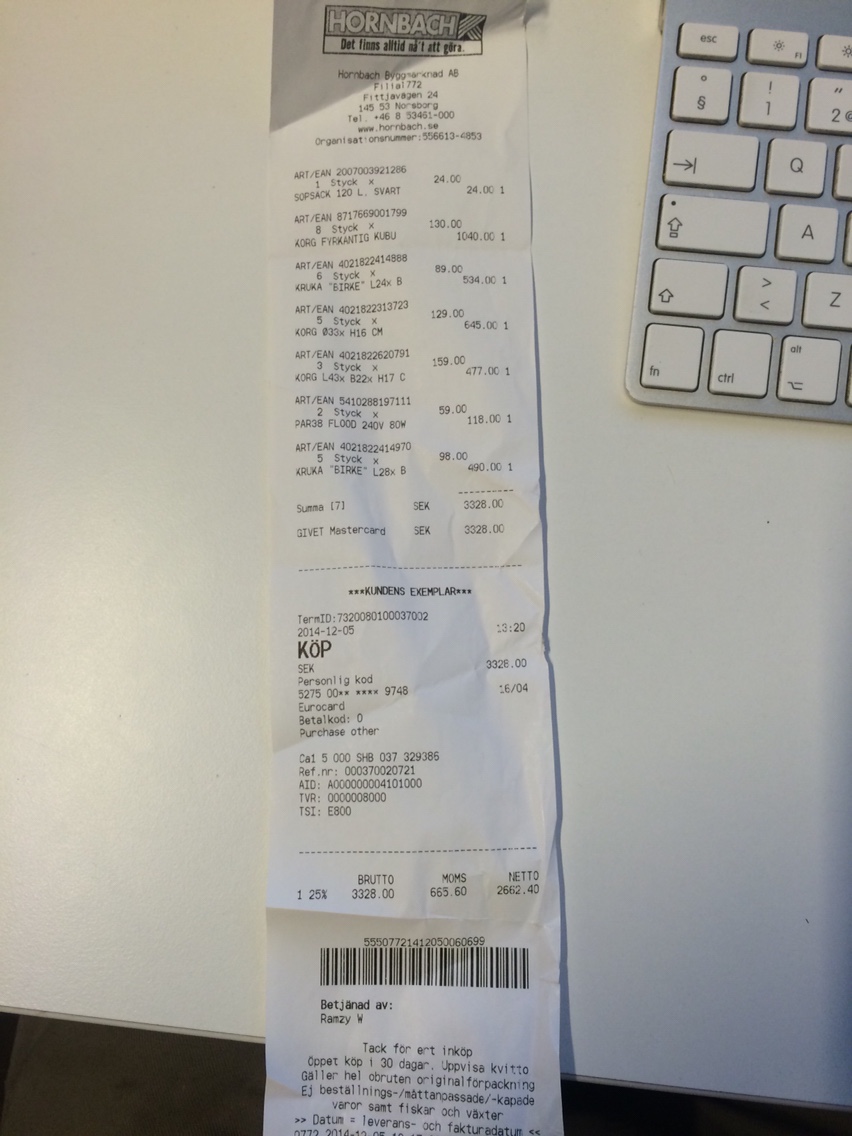 HORNBACH
Det finns alltid nå't att göra.
Hornbach Byggmarknad AB
Filial772
Fittjavägen 24
145 53 Norsborg
Tel. +46 8 53461-000
www.hornbach.se
Organisationsnummer:556613-4853
ART/EAN 2007003921286
1 Styck x 24.00
SOPSÄCK 120 L. SVART 24.00 1
ART/EAN 8717669001799
8 Styck x 130.00
KORG FYRKANTIG KUBU 1040.00 1
ART/EAN 4021822414888
6 Styck x 89.00
KRUKA "BIRKE" L24x B 534.00 1
ART/EAN 4021822313723
5 Styck x 129.00
KORG Ø33x H16 CM 645.00 1
ART/EAN 4021822620791
3 Styck x 159.00
KORG L43x B22x H17 C 477.00 1
ART/EAN 5410288197111
2 Styck x 59.00
PAR38 FLOOD 240V 80W 118.00 1
ART/EAN 4021822414970
5 Styck x 98.00
KRUKA "BIRKE" L28x B 490.00 1
Summa [7] SEK 3328.00
GIVET Mastercard SEK 3328.00
***KUNDENS EXEMPLAR***
TermID:7320080100037002
2014-12-05 13:20
KÖP
SEK 3328.00
Personlig kod
5275 00** **** 9748 16/04
Eurocard
Betalkod: 0
Purchase other
Ca1 5 000 SHB 037 329386
Ref.nr: 000370020721
AID: A0000000041010​00
TVR: 0000008000
TSI: E800
BRUTTO MOMS NETTO
1 25% 3328.00 665.60 2662.40
55507721412050060699
Betjänad av:
Ramzy W
Tack för ert inköp
Öppet köp i 30 dagar. Uppvisa kvitto
Gäller hel obruten originalförpackning
Ej beställnings-/måttanpassade/-kapade
varor samt fiskar och växter
>> Datum = leverans- och fakturadatum <<
0772 2014-12-05
esc
F1
°
§
!
1
"
2
@
Q
A
>
<
Z
fn
ctrl
alt